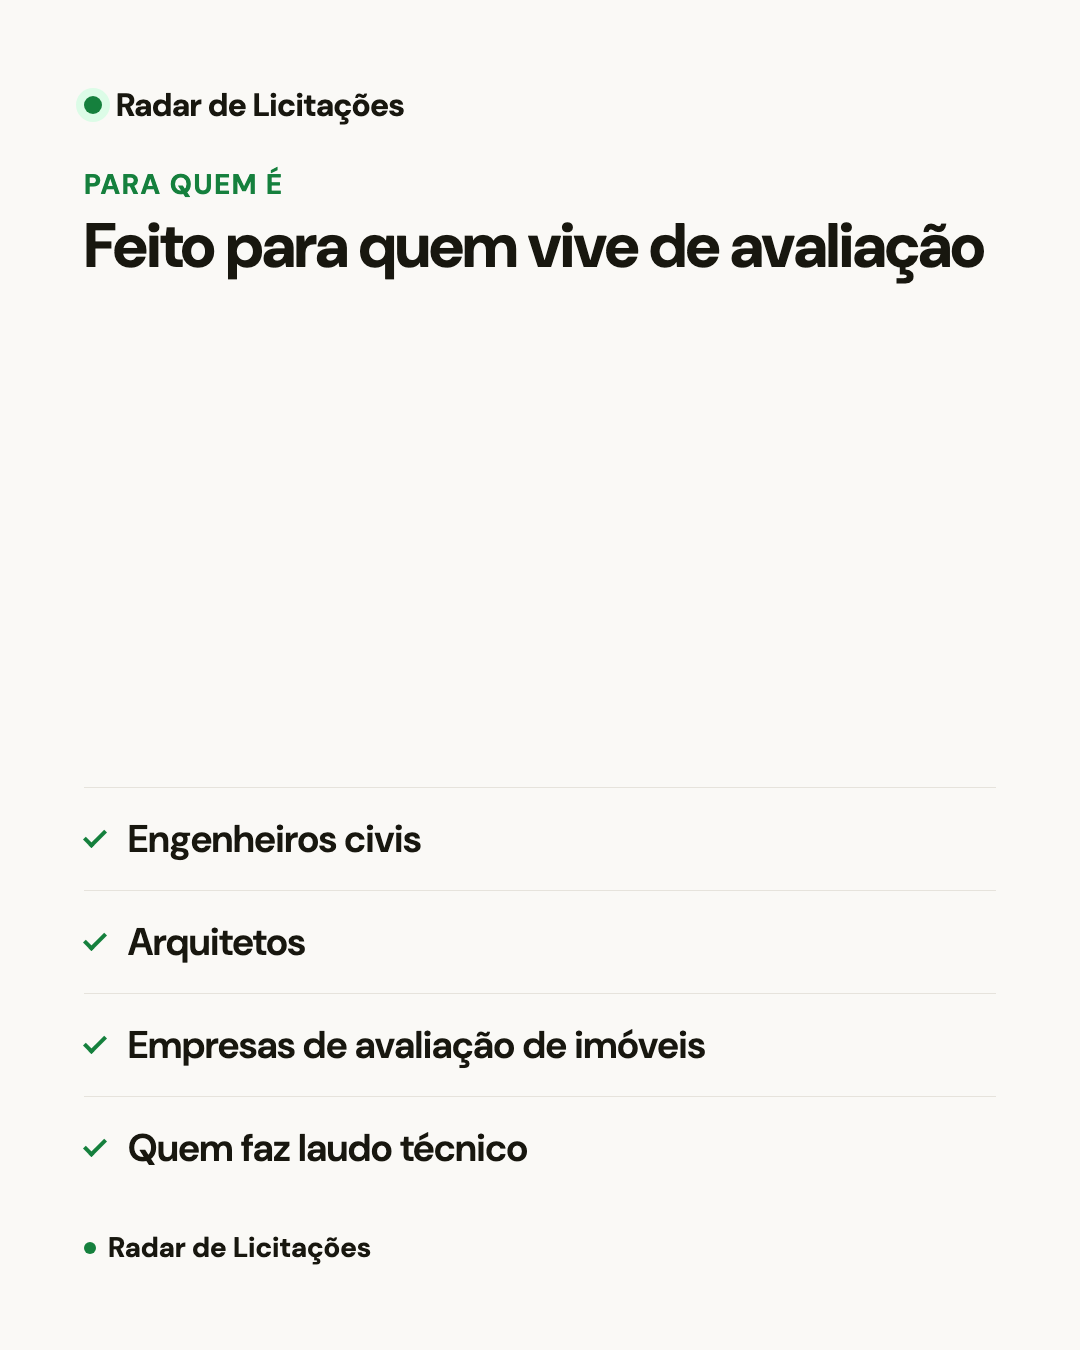 Radar de Licitações
PARA QUEM É
Feito para quem vive de avaliação
Engenheiros civis
Arquitetos
Empresas de avaliação de imóveis
Quem faz laudo técnico
Radar de Licitações